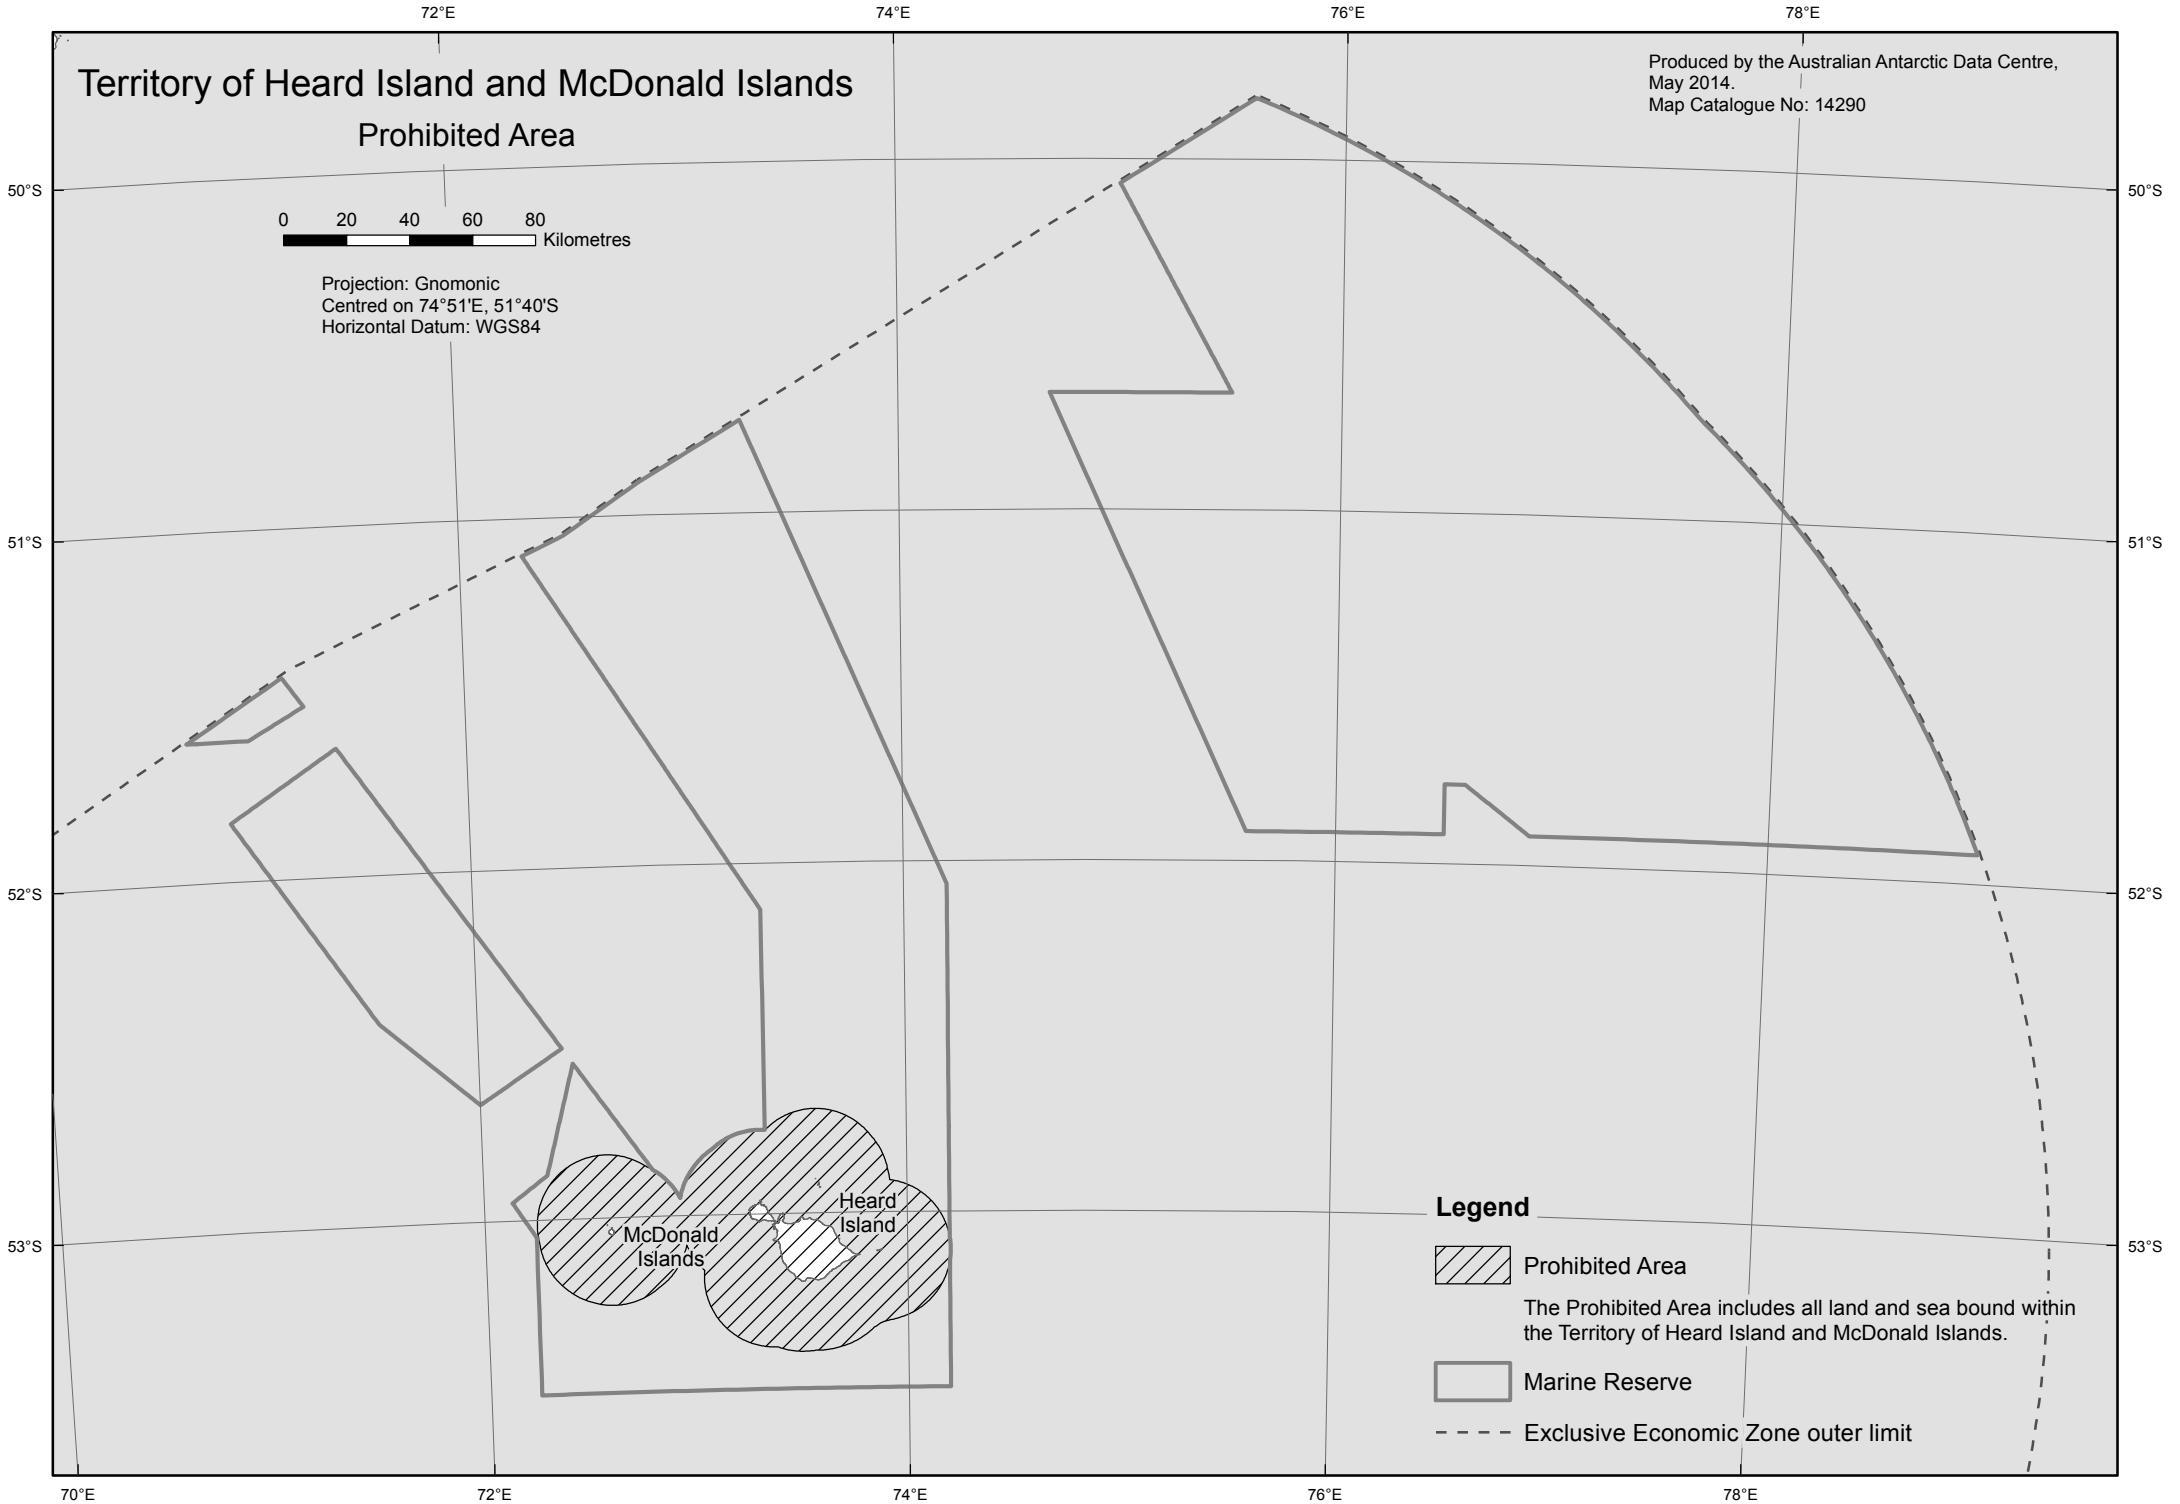 72°E
74°E
76°E
78°E
Territory of Heard Island and McDonald Islands
Prohibited Area
Produced by the Australian Antarctic Data Centre,
May 2014.
Map Catalogue No: 14290
50°S
50°S
0 20 40 60 80
Kilometres
Projection: Gnomonic
Centred on 74°51'E, 51°40'S
Horizontal Datum: WGS84
51°S
51°S
52°S
52°S
Heard
Island
McDonald
Islands
53°S
53°S
Legend
Prohibited Area
The Prohibited Area includes all land and sea bound within
the Territory of Heard Island and McDonald Islands.
Marine Reserve
Exclusive Economic Zone outer limit
70°E
72°E
74°E
76°E
78°E